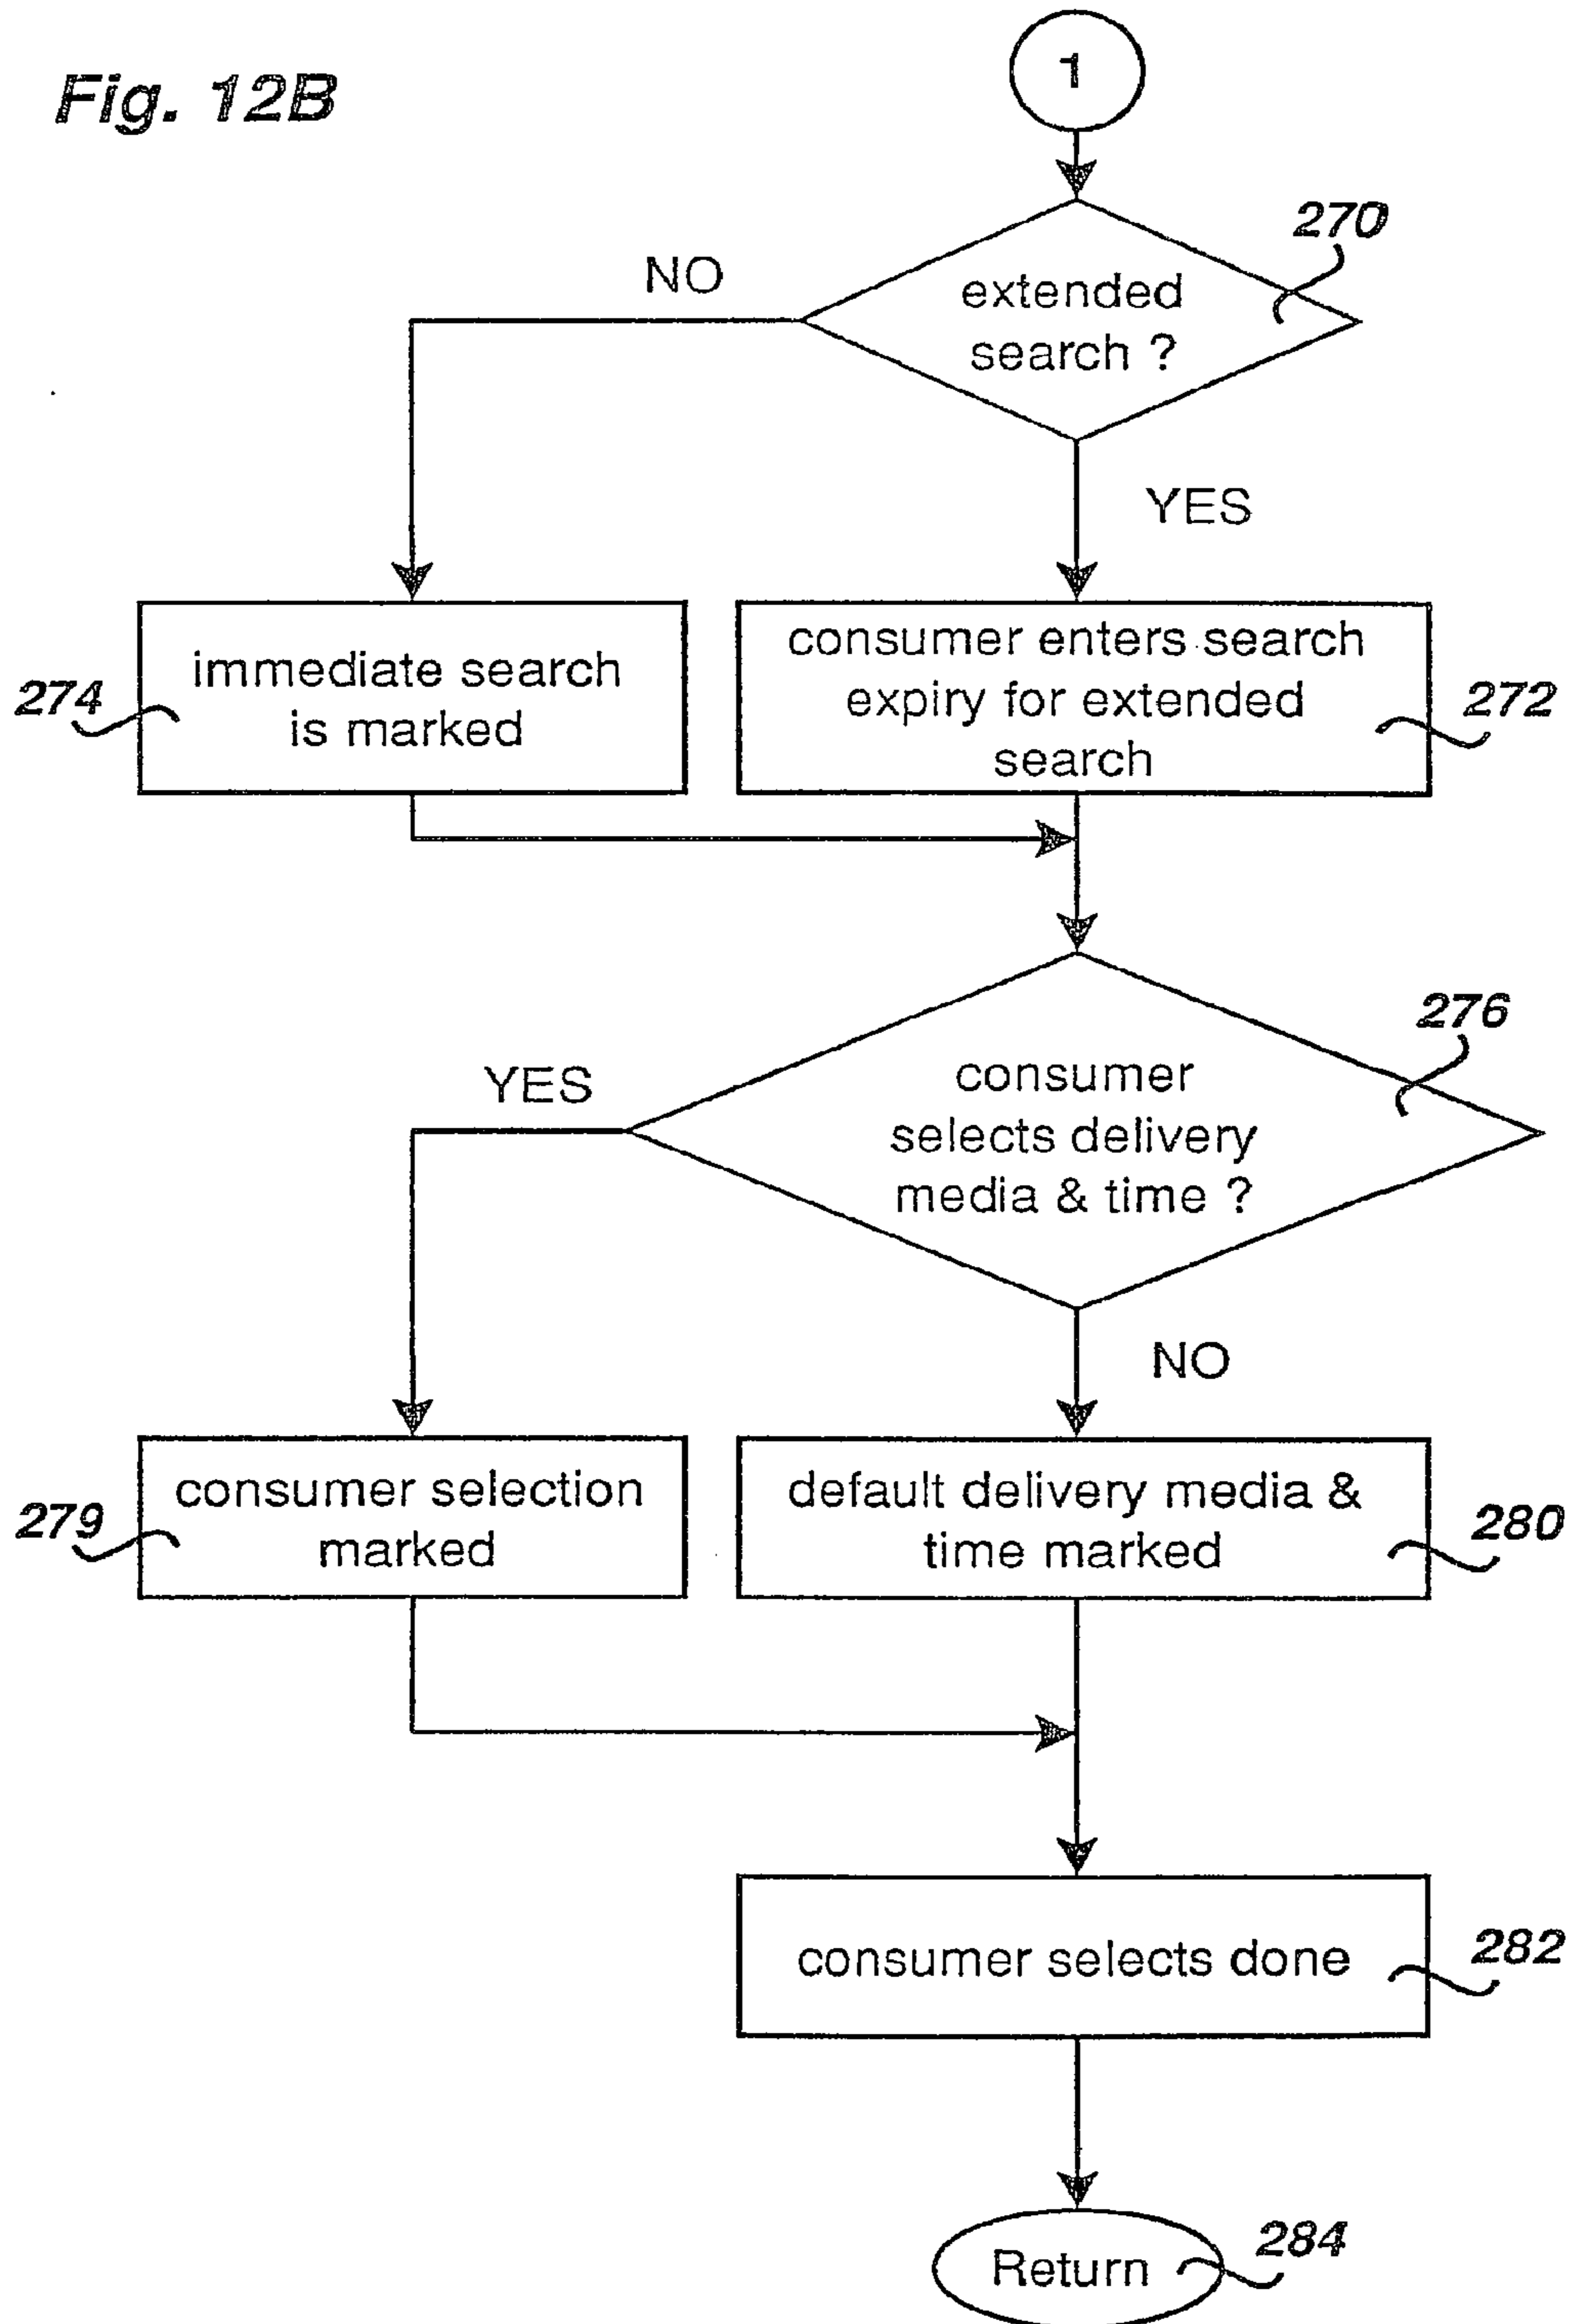 Fig. 12B
1
270
extended
search ?
NO
YES
274
immediate search
is marked
consumer enters search
expiry for extended
search
272
276
consumer
selects delivery
media & time ?
YES
NO
279
consumer selection
marked
default delivery media &
time marked
280
consumer selects done
282
Return
284